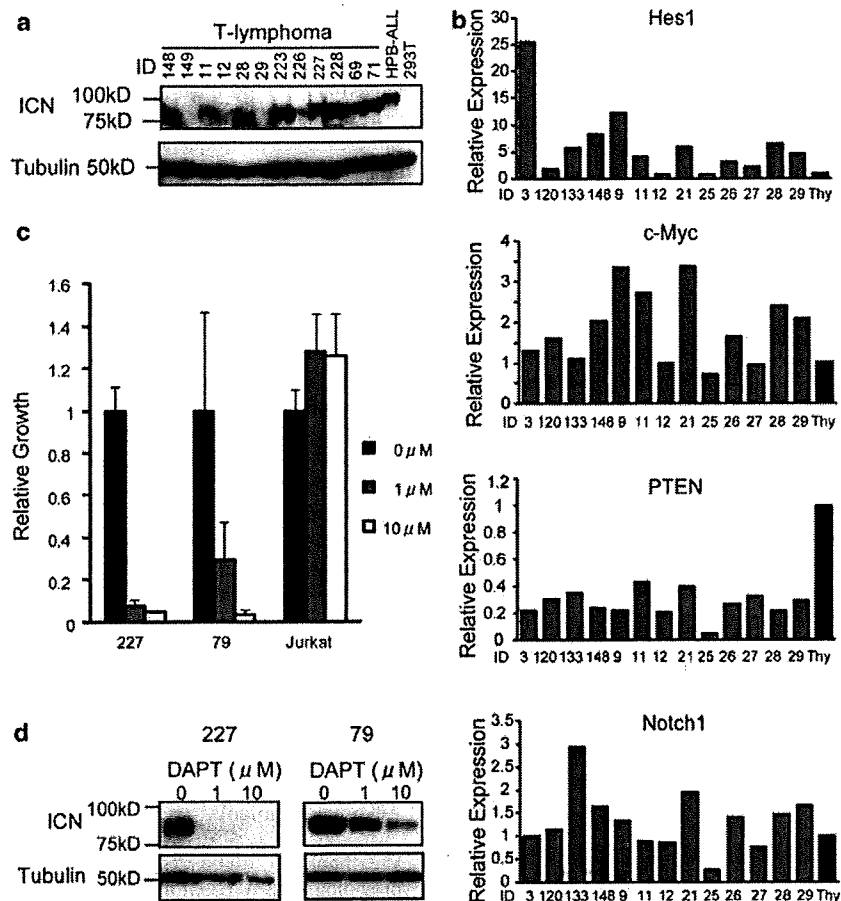 a
T-lymphoma
ID 148 149 11 12 28 29 223 226 227 228 69 71 HPB-ALL 293T
ICN 100kD
75kD
Tubulin 50kD
b
Hes1
Relative Expression
30
25
20
15
10
5
0
ID 3 120 133 148 9 11 12 21 25 26 27 28 29 Thy
c-Myc
Relative Expression
4
3
2
1
0
ID 3 120 133 148 9 11 12 21 25 26 27 28 29 Thy
PTEN
Relative Expression
1.2
1
0.8
0.6
0.4
0.2
0
ID 3 120 133 148 9 11 12 21 25 26 27 28 29 Thy
Notch1
Relative Expression
3.5
3
2.5
2
1.5
1
0.5
0
ID 3 120 133 148 9 11 12 21 25 26 27 28 29 Thy
c
Relative Growth
1.6
1.4
1.2
1
0.8
0.6
0.4
0.2
0
227 79 Jurkat
0 μM
1 μM
10 μM
d
227 79
DAPT (μM) DAPT (μM)
0 1 10 0 1 10
ICN 100kD
75kD
Tubulin 50kD